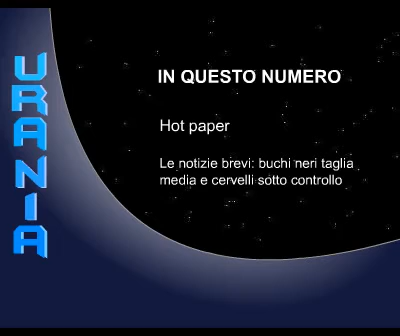 URANIA
IN QUESTO NUMERO
Hot paper
Le notizie brevi: buchi neri taglia
media e cervelli sotto controllo